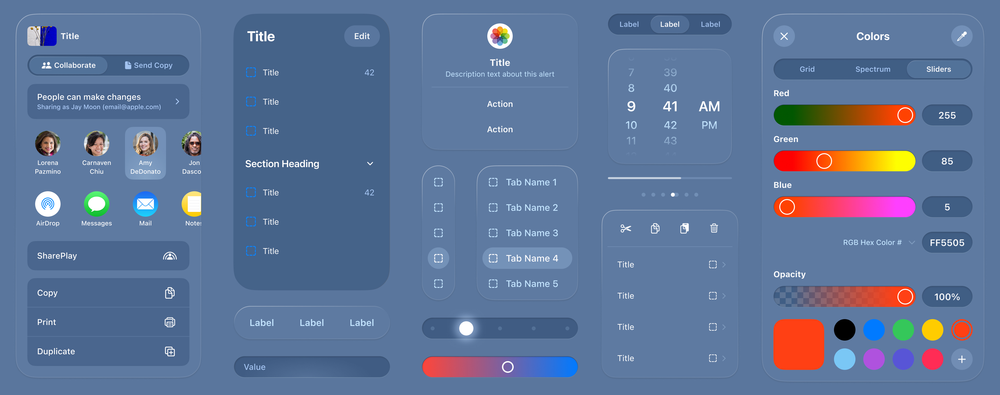 Title
Collaborate
Send Copy
People can make changes
Sharing as Jay Moon (email@apple.com)
Lorena
Pazmino
Carnaven
Chiu
Amy
DeDonato
Jon
Dasco
AirDrop
Messages
Mail
Notes
SharePlay
Copy
Print
Duplicate
Title
Edit
Title 42
Title
Title
Section Heading
Title 42
Title
Title
Label Label Label
Value
Title
Description text about this alert
Action
Action
Tab Name 1
Tab Name 2
Tab Name 3
Tab Name 4
Tab Name 5
Label Label Label
7 39
8 40
9 41 AM
10 42 PM
11 43
Title
Title
Title
Title
Colors
Grid Spectrum Sliders
Red
255
Green
85
Blue
5
RGB Hex Color # FF5505
Opacity
100%